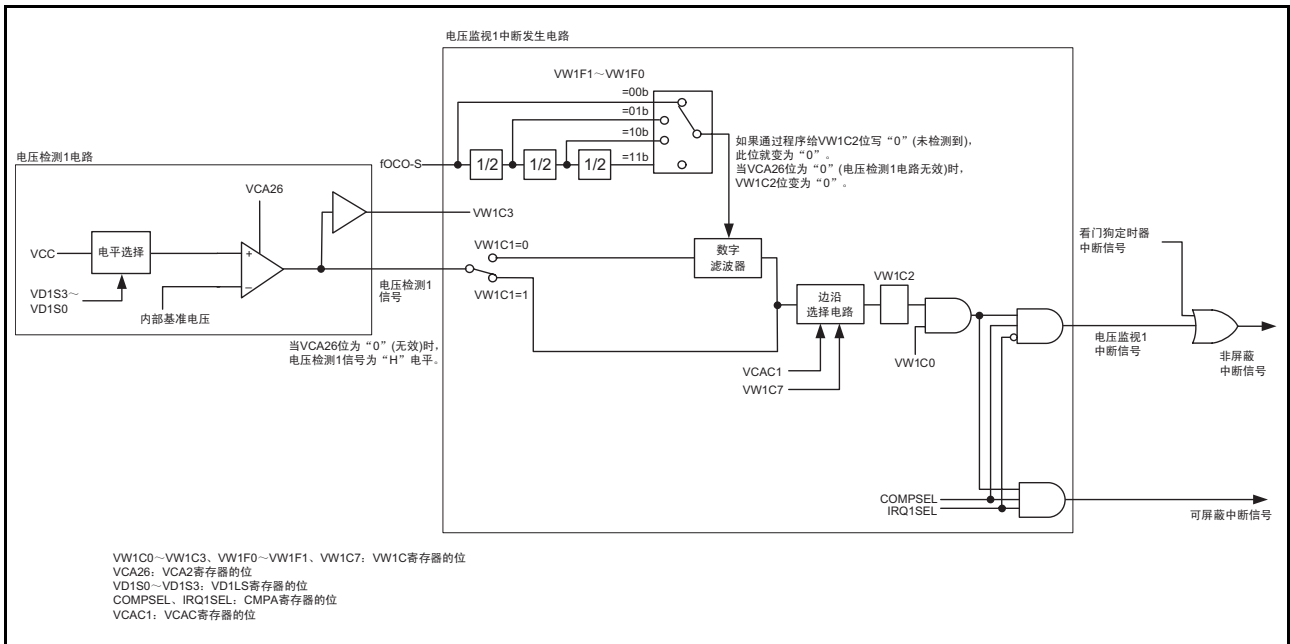 电压监视1中断发生电路
VW1F1～VW1F0
=00b
=01b
=10b
=11b
fOCO-S
1/2
1/2
1/2
如果通过程序给VW1C2位写“0”(未检测到)，
此位就变为“0”。
当VCA26位为“0”(电压检测1电路无效)时，
VW1C2位变为“0”。
电压检测1电路
VCA26
VW1C3
VCC
电平选择
+
−
VD1S3～
VD1S0
内部基准电压
电压检测1
信号
VW1C1=0
VW1C1=1
数字
滤波器
边沿
选择电路
VW1C2
VW1C0
VCAC1
VW1C7
看门狗定时器
中断信号
电压监视1
中断信号
非屏蔽
中断信号
当VCA26位为“0”(无效)时，
电压检测1信号为“H”电平。
COMPSEL
IRQ1SEL
可屏蔽中断信号
VW1C0～VW1C3、VW1F0～VW1F1、VW1C7：VW1C寄存器的位
VCA26：VCA2寄存器的位
VD1S0～VD1S3：VD1LS寄存器的位
COMPSEL、IRQ1SEL：CMPA寄存器的位
VCAC1：VCAC寄存器的位